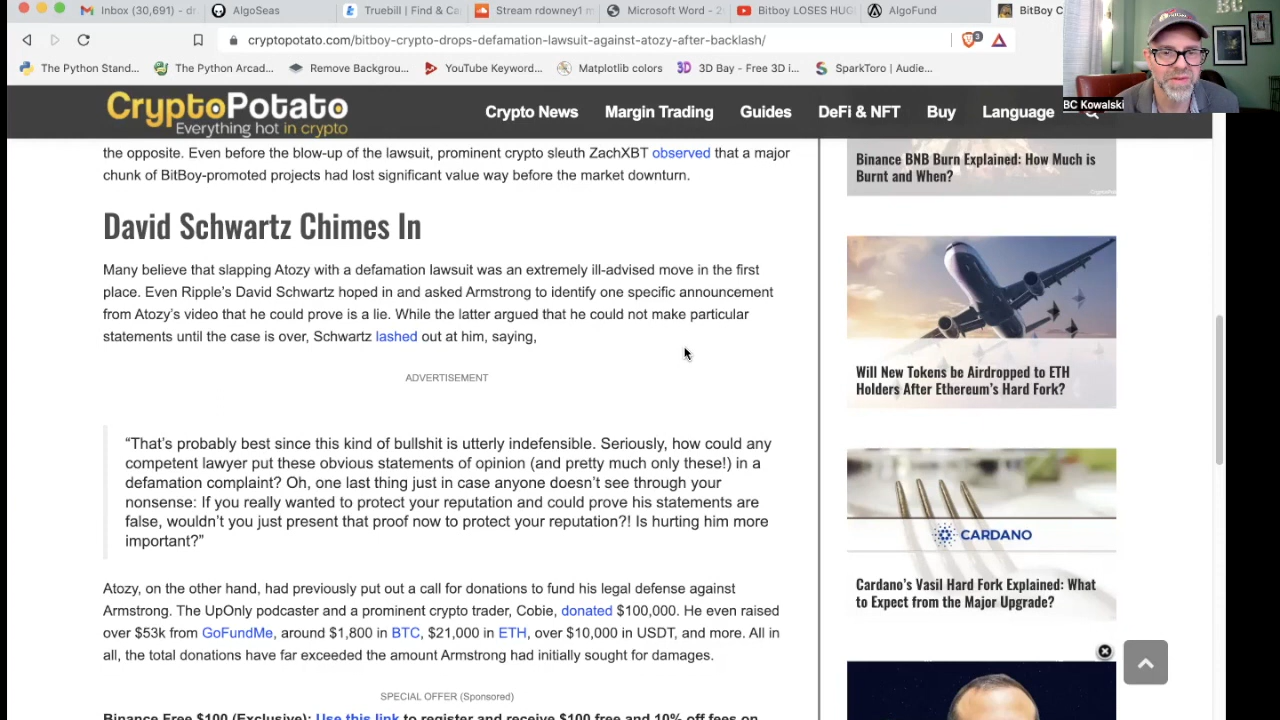 Inbox (30,691) - dr
AlgoSeas
Truebill | Find & Ca
Stream rdowney1 m
Microsoft Word - 2
Bitboy LOSES HUG
AlgoFund
BitBoy C
cryptopotato.com/bitboy-crypto-drops-defamation-lawsuit-against-atozy-after-backlash/
3
The Python Stand...
The Python Arcad...
Remove Backgrou...
YouTube Keyword...
Matplotlib colors
3D Bay - Free 3D i...
SparkToro | Audie...
BC Kowalski
CryptoPotato
Everything hot in crypto
Crypto News
Margin Trading
Guides
DeFi & NFT
Buy
Language
the opposite. Even before the blow-up of the lawsuit, prominent crypto sleuth ZachXBT observed that a major
chunk of BitBoy-promoted projects had lost significant value way before the market downturn.
David Schwartz Chimes In
Many believe that slapping Atozy with a defamation lawsuit was an extremely ill-advised move in the first
place. Even Ripple's David Schwartz hoped in and asked Armstrong to identify one specific announcement
from Atozy's video that he could prove is a lie. While the latter argued that he could not make particular
statements until the case is over, Schwartz lashed out at him, saying,
ADVERTISEMENT
“That's probably best since this kind of bullshit is utterly indefensible. Seriously, how could any
competent lawyer put these obvious statements of opinion (and pretty much only these!) in a
defamation complaint? Oh, one last thing just in case anyone doesn't see through your
nonsense: If you really wanted to protect your reputation and could prove his statements are
false, wouldn't you just present that proof now to protect your reputation?! Is hurting him more
important?”
Atozy, on the other hand, had previously put out a call for donations to fund his legal defense against
Armstrong. The UpOnly podcaster and a prominent crypto trader, Cobie, donated $100,000. He even raised
over $53k from GoFundMe, around $1,800 in BTC, $21,000 in ETH, over $10,000 in USDT, and more. All in
all, the total donations have far exceeded the amount Armstrong had initially sought for damages.
SPECIAL OFFER (Sponsored)
Binance Free $100 (Exclusive): Use this link to register and receive $100 free and 10% off fees on
Binance BNB Burn Explained: How Much is
Burnt and When?
Will New Tokens be Airdropped to ETH
Holders After Ethereum's Hard Fork?
CARDANO
Cardano's Vasil Hard Fork Explained: What
to Expect from the Major Upgrade?